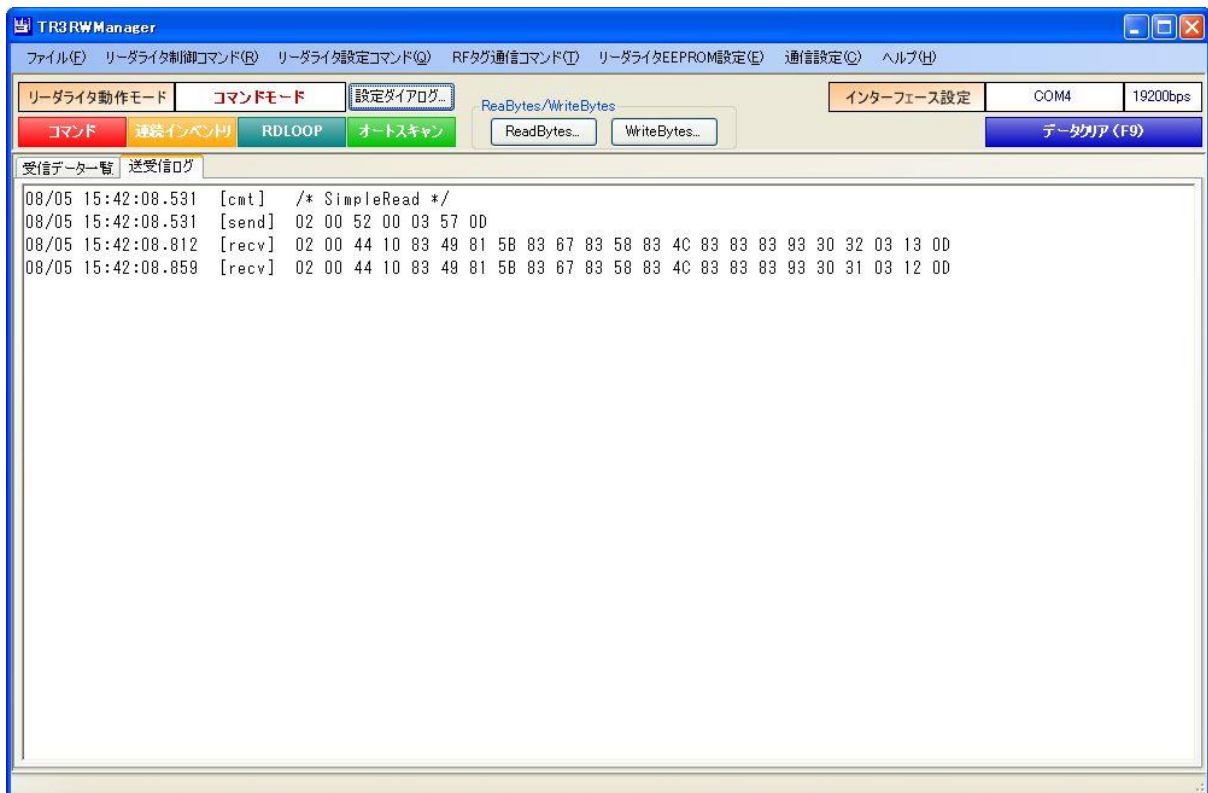 TR3RWManager
ファイル(F) リーダライタ制御コマンド(R) リーダライタ設定コマンド(Q) RFタグ通信コマンド(T) リーダライタEEPROM設定(E) 通信設定(C) ヘルプ(H)
リーダライタ動作モード コマンドモード 設定ダイアログ... ReaBytes/WriteBytes インターフェース設定 COM4 19200bps
コマンド 連続インベントリ RDLOOP オートスキャン ReadBytes... WriteBytes... データクリア (F9)
受信データ一覧 送受信ログ
08/05 15:42:08.531 [cmt] /* SimpleRead */
08/05 15:42:08.531 [send] 02 00 52 00 03 57 0D
08/05 15:42:08.812 [recv] 02 00 44 10 83 49 81 5B 83 67 83 58 83 4C 83 83 83 93 30 32 03 13 0D
08/05 15:42:08.859 [recv] 02 00 44 10 83 49 81 5B 83 67 83 58 83 4C 83 83 83 93 30 31 03 12 0D